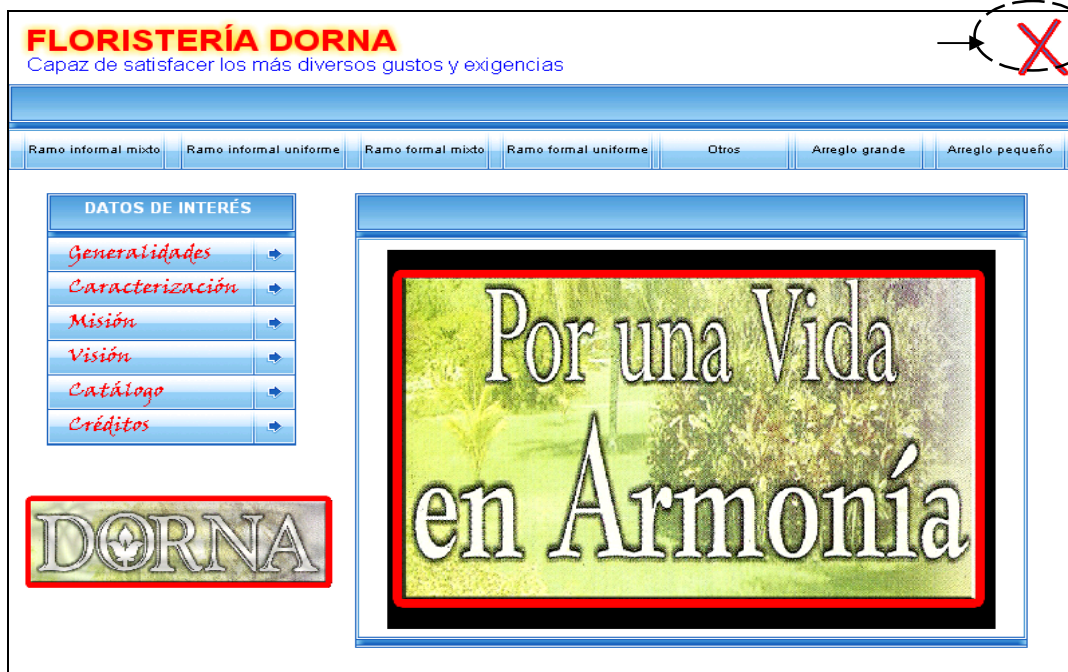 FLORISTERÍA DORNA
Capaz de satisfacer los más diversos gustos y exigencias
X
Ramo informal mixto Ramo informal uniforme Ramo formal mixto Ramo formal uniforme Otros Arreglo grande Arreglo pequeño
DATOS DE INTERÉS
Generalidades
Caracterización
Misión
Visión
Catálogo
Créditos
DORNA
Por una Vida
en Armonía